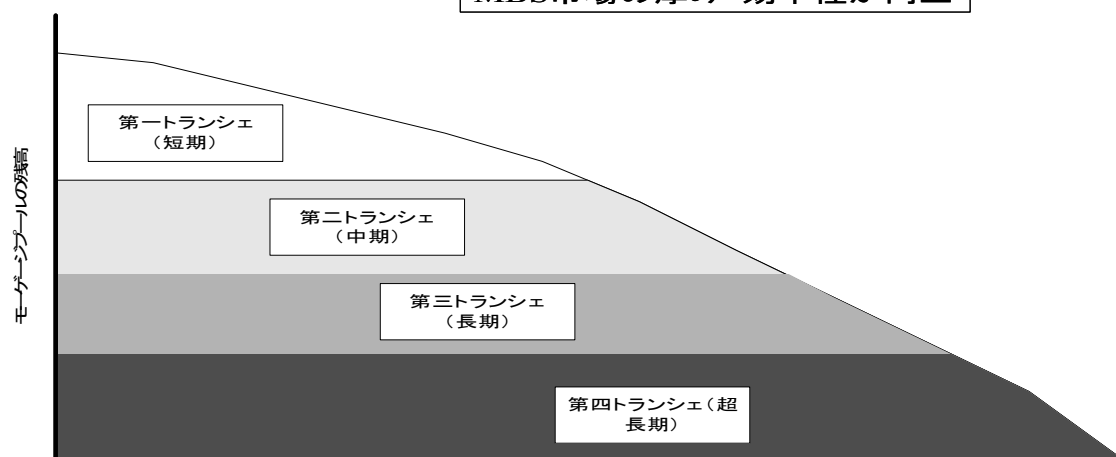 第一トランシェ
（短期）
第二トランシェ
（中期）
モーゲージプールの残高
第三トランシェ
（長期）
第四トランシェ（超
長期）